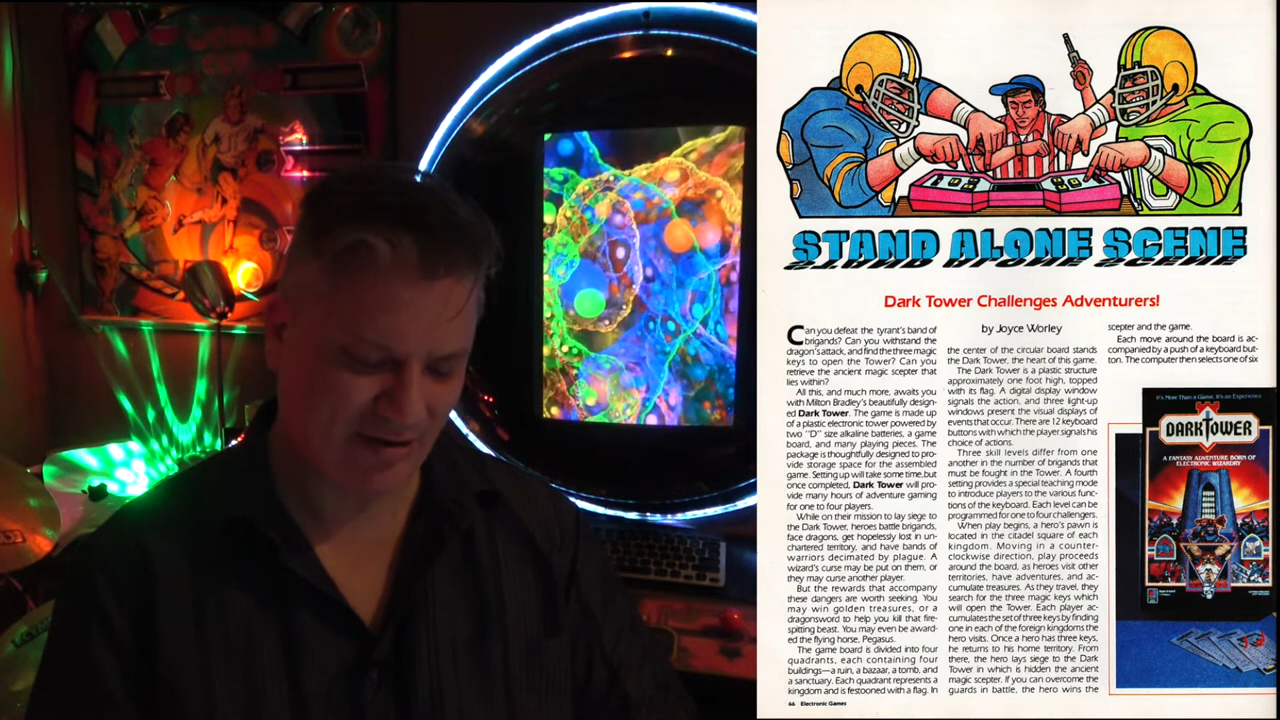 STAND ALONE SCENE
Dark Tower Challenges Adventurers!
by Joyce Worley
Can you defeat the tyrant's band of
brigands? Can you withstand the
dragon's attack, and find the three magic
keys to open the Tower? Can you
retrieve the ancient magic scepter that
lies within?
All this, and much more, awaits you
with Milton Bradley's beautifully design-
ed Dark Tower. The game is made up
of a plastic electronic tower powered by
two "D" size alkaline batteries, a game
board, and many playing pieces. The
package is thoughtfully designed to pro-
vide storage space for the assembled
game. Setting up will take some time, but
once completed, Dark Tower will pro-
vide many hours of adventure gaming
for one to four players.
While on their mission to lay siege to
the Dark Tower, heroes battle brigands,
face dragons, get hopelessly lost in un-
chartered territory, and have bands of
warriors decimated by plague. A
wizard's curse may be put on them, or
they may curse another player.
But the rewards that accompany
these dangers are worth seeking. You
may win golden treasures, or a
dragonsword to help you kill that fire-
spitting beast. You may even be award-
ed the flying horse, Pegasus.
The game board is divided into four
quadrants, each containing four
buildings—a ruin, a bazaar, a tomb, and
a sanctuary. Each quadrant represents a
kingdom and is festooned with a flag. In
the center of the circular board stands
the Dark Tower, the heart of this game.
The Dark Tower is a plastic structure
approximately one foot high, topped
with its flag. A digital display window
signals the action, and three light-up
windows present the visual displays of
events that occur. There are 12 keyboard
buttons with which the player signals his
choice of actions.
Three skill levels differ from one
another in the number of brigands that
must be fought in the Tower. A fourth
setting provides a special teaching mode
to introduce players to the various func-
tions of the keyboard. Each level can be
programmed for one to four challengers.
When play begins, a hero's pawn is
located in the citadel square of each
kingdom. Moving in a counter-
clockwise direction, play proceeds
around the board, as heroes visit other
territories, have adventures, and ac-
cumulate treasures. As they travel, they
search for the three magic keys which
will open the Tower. Each player ac-
cumulates the set of three keys by finding
one in each of the foreign kingdoms the
hero visits. Once a hero has three keys,
he returns to his home territory. From
there, the hero lays siege to the Dark
Tower in which is hidden the ancient
magic scepter. If you can overcome the
guards in battle, the hero wins the
scepter and the game.
Each move around the board is ac-
companied by a push of a keyboard but-
ton. The computer then selects one of six
It's More Than a Game. It's an Experience.
DARK TOWER
A FANTASY ADVENTURE BORN OF
ELECTRONIC WIZARDRY
66 Electronic Games